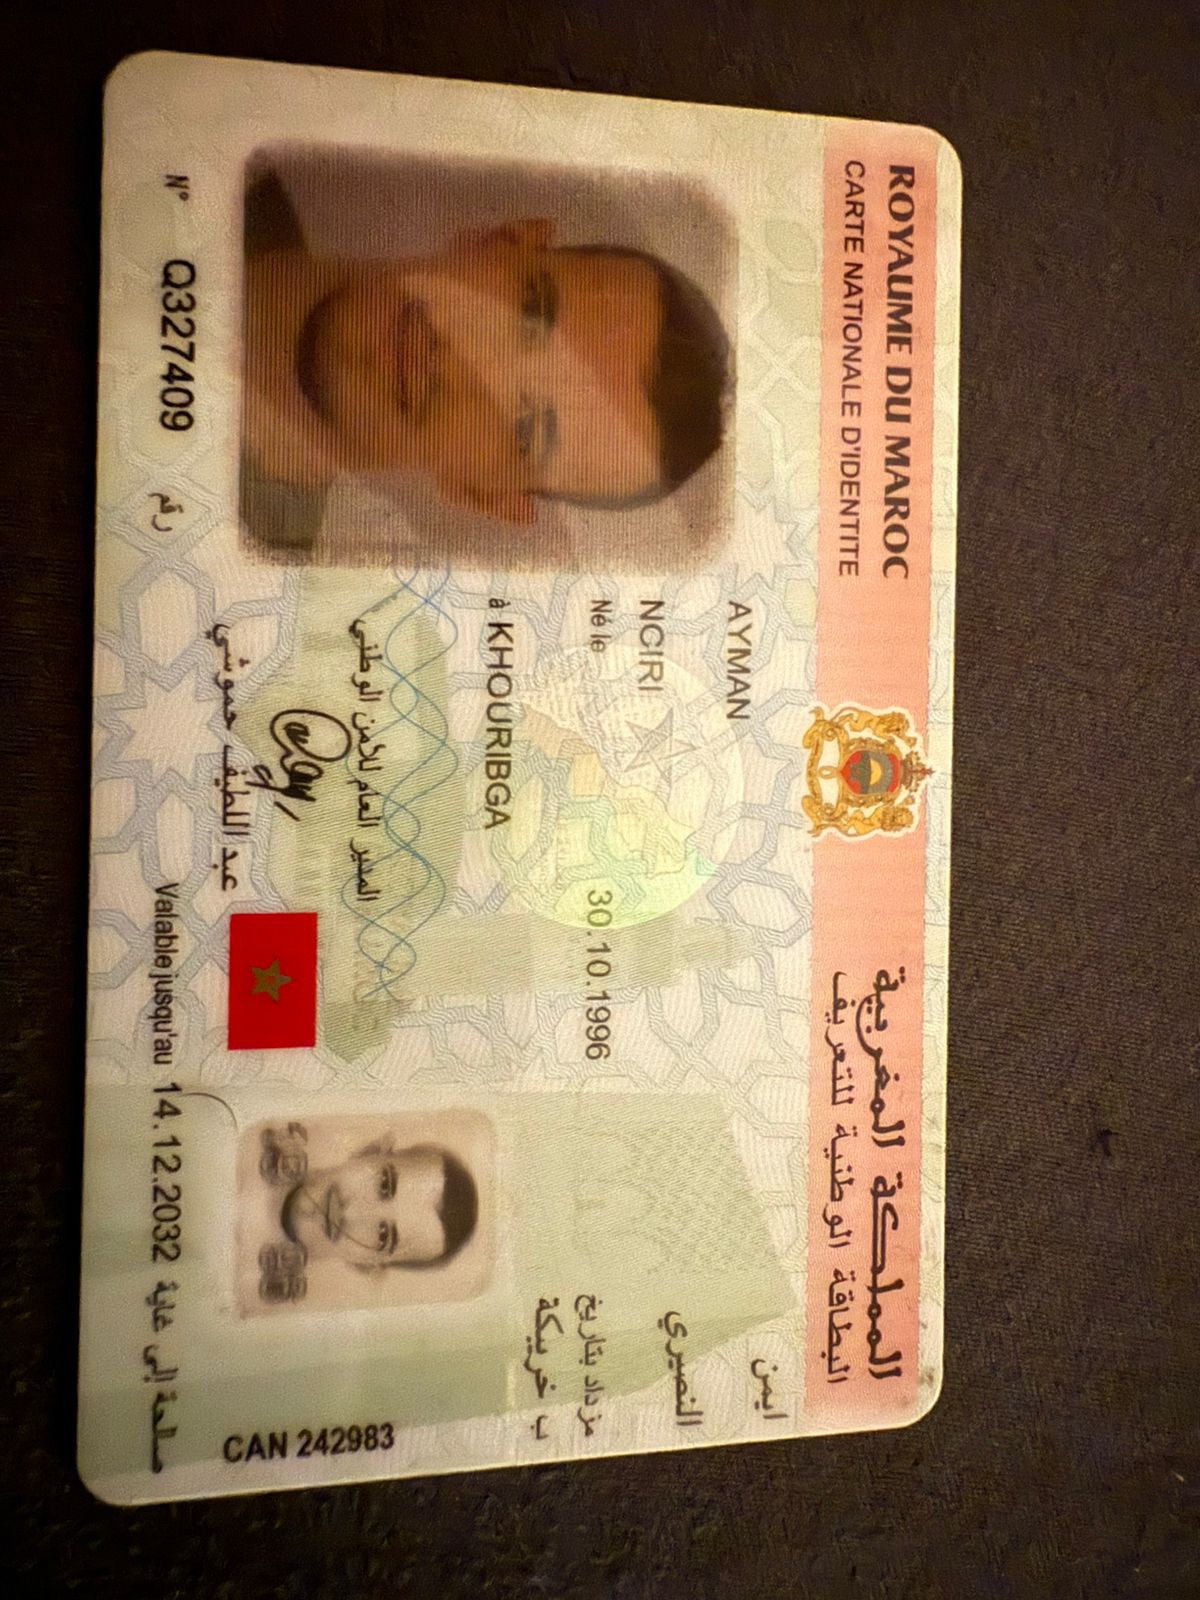 ROYAUME DU MAROC
المملكة المغربية
CARTE NATIONALE D'IDENTITE
البطاقة الوطنية للتعريف
AYMAN
ايمن
NCIRI
النصيري
Né le 30.10.1996 مزداد بتاريخ
à KHOURIBGA
ب خريبكة
المدير العام للأمن الوطني
عبد اللطيف حموشي
CAN 242983
N° Q327409 رقم
Valable jusqu'au 14.12.2032 صالحة إلى غاية